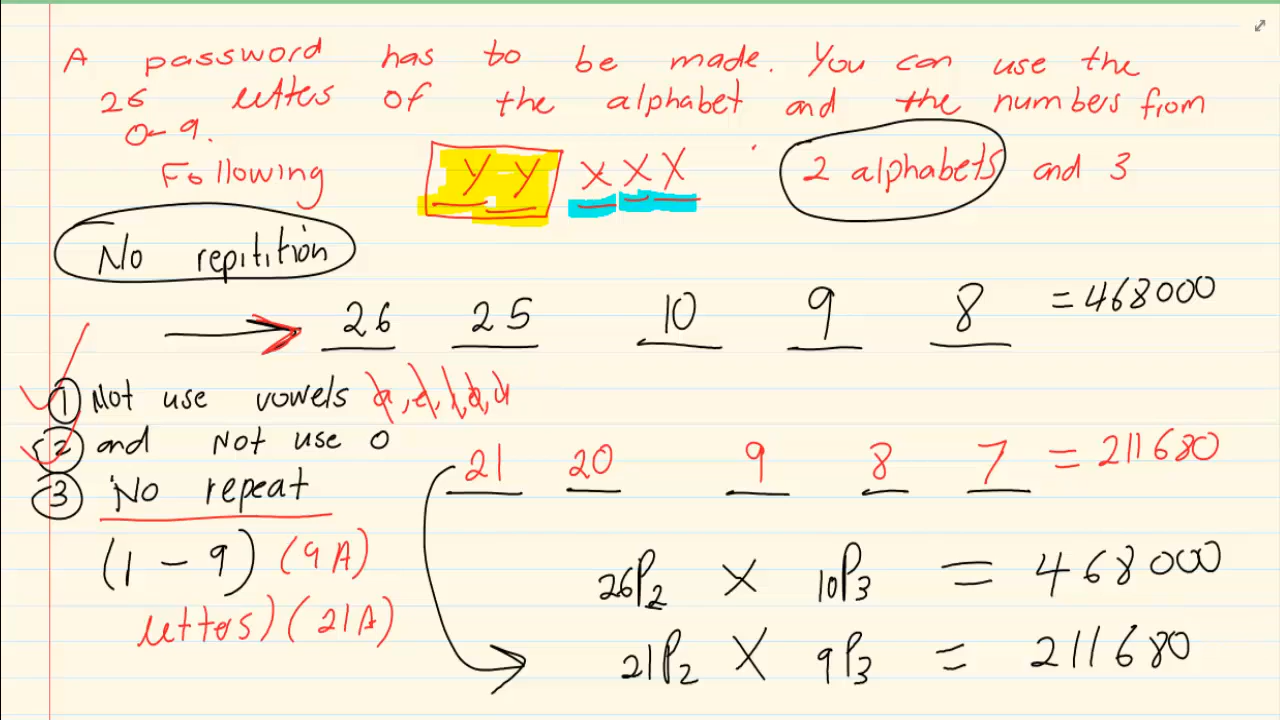 A password has to be made. You can use the
26 letters of the alphabet and the numbers from
0-9.
Following Y Y X X X 2 alphabets and 3
No repitition
26 25 10 9 8 = 468000
① Not use vowels a, e, i, o, u
② and Not use 0
21 20 9 8 7 = 211680
③ No repeat
(1 - 9) (9A)
26P2 X 10P3 = 468000
letters) (21A)
21P2 X 9P3 = 211680